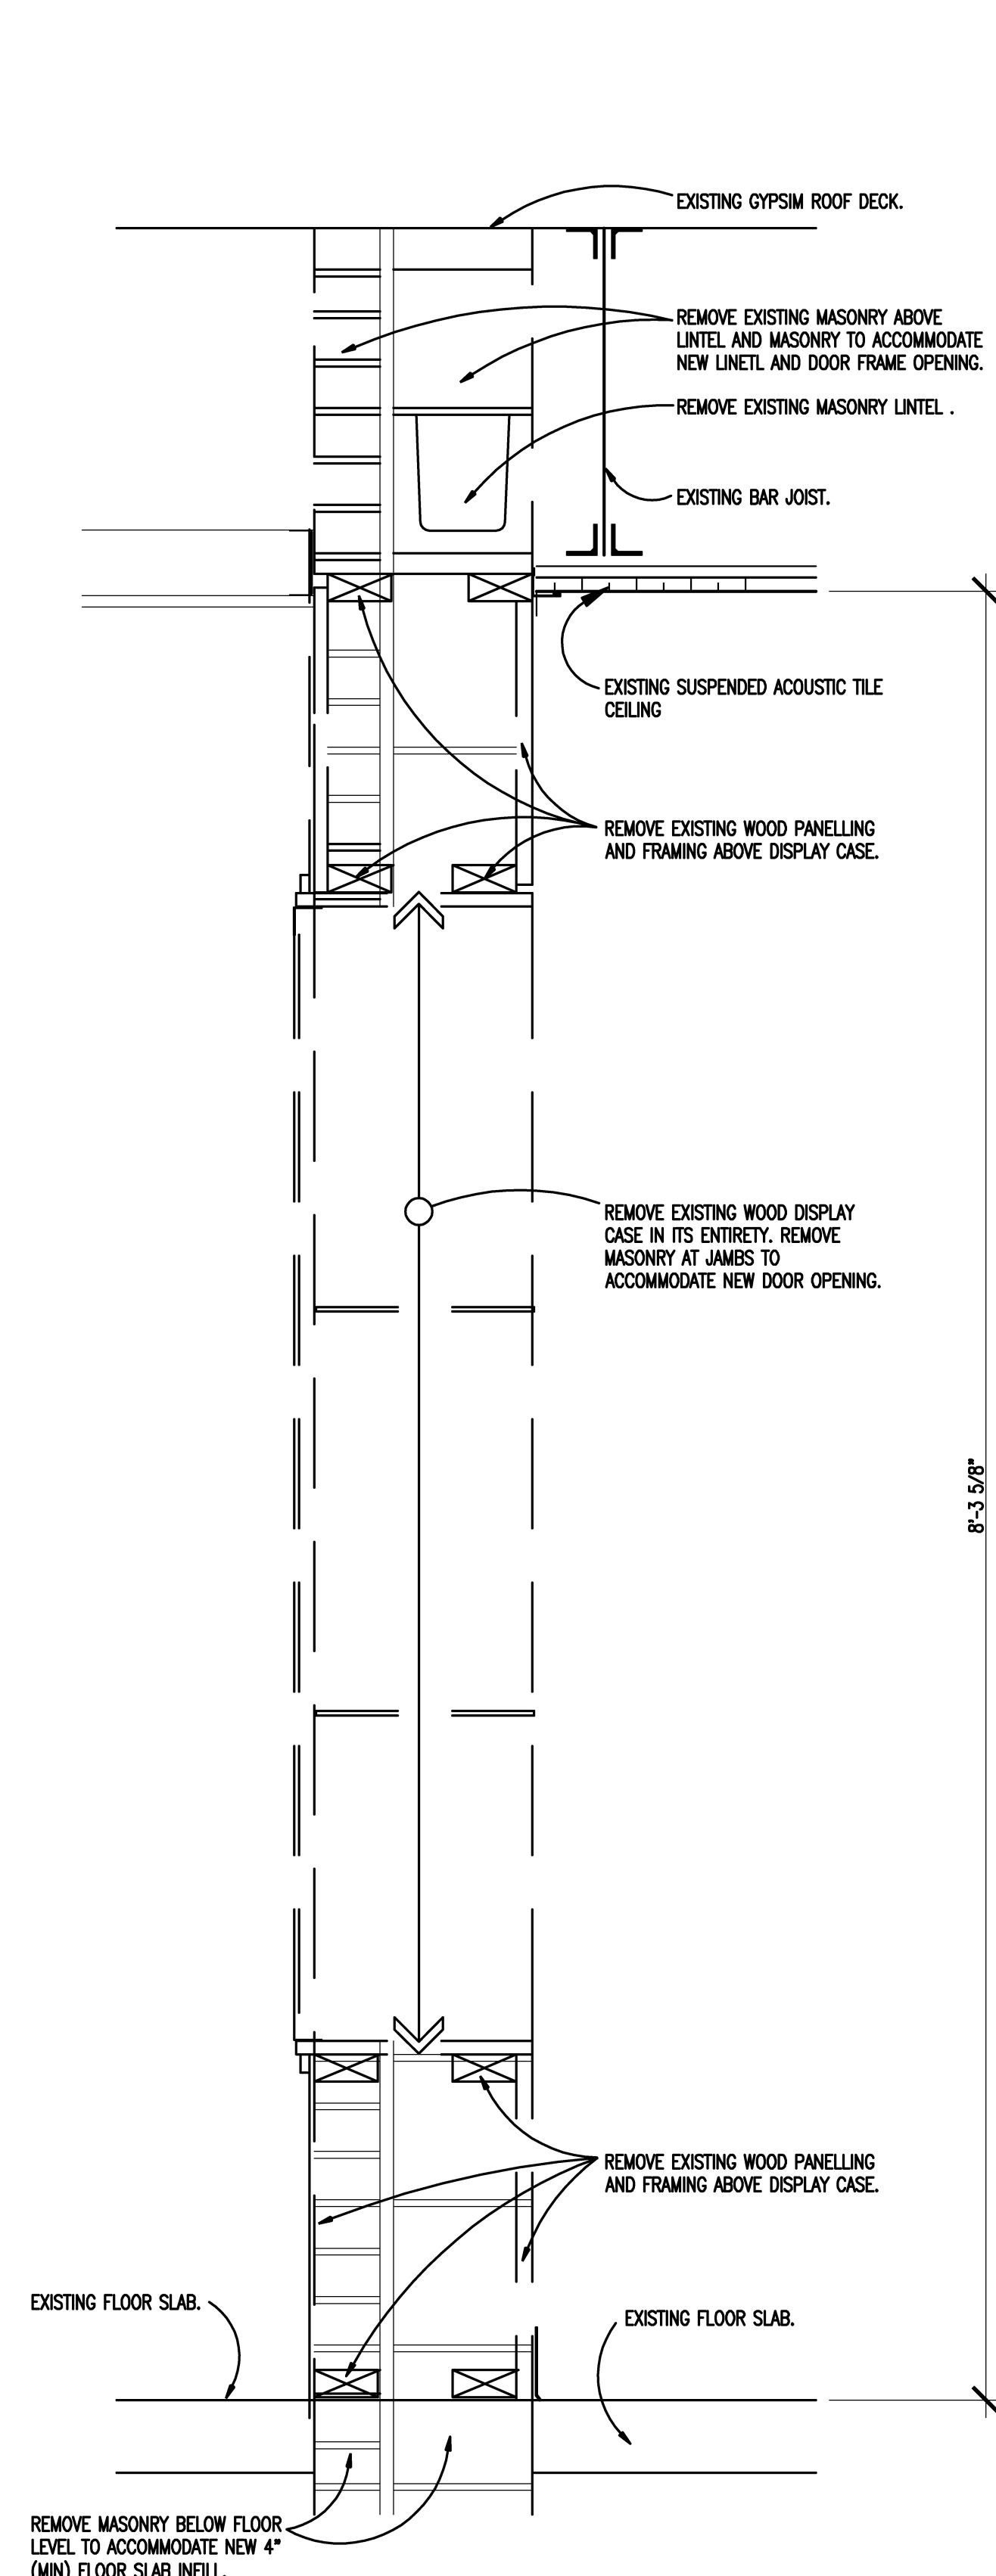 EXISTING GYPSIM ROOF DECK.
REMOVE EXISTING MASONRY ABOVE
LINTEL AND MASONRY TO ACCOMMODATE
NEW LINETL AND DOOR FRAME OPENING.
REMOVE EXISTING MASONRY LINTEL .
EXISTING BAR JOIST.
EXISTING SUSPENDED ACOUSTIC TILE
CEILING
REMOVE EXISTING WOOD PANELLING
AND FRAMING ABOVE DISPLAY CASE.
REMOVE EXISTING WOOD DISPLAY
CASE IN ITS ENTIRETY. REMOVE
MASONRY AT JAMBS TO
ACCOMMODATE NEW DOOR OPENING.
8'-3 5/8"
REMOVE EXISTING WOOD PANELLING
AND FRAMING ABOVE DISPLAY CASE.
EXISTING FLOOR SLAB.
EXISTING FLOOR SLAB.
REMOVE MASONRY BELOW FLOOR
LEVEL TO ACCOMMODATE NEW 4"
(MIN) FLOOR SLAB INFILL.